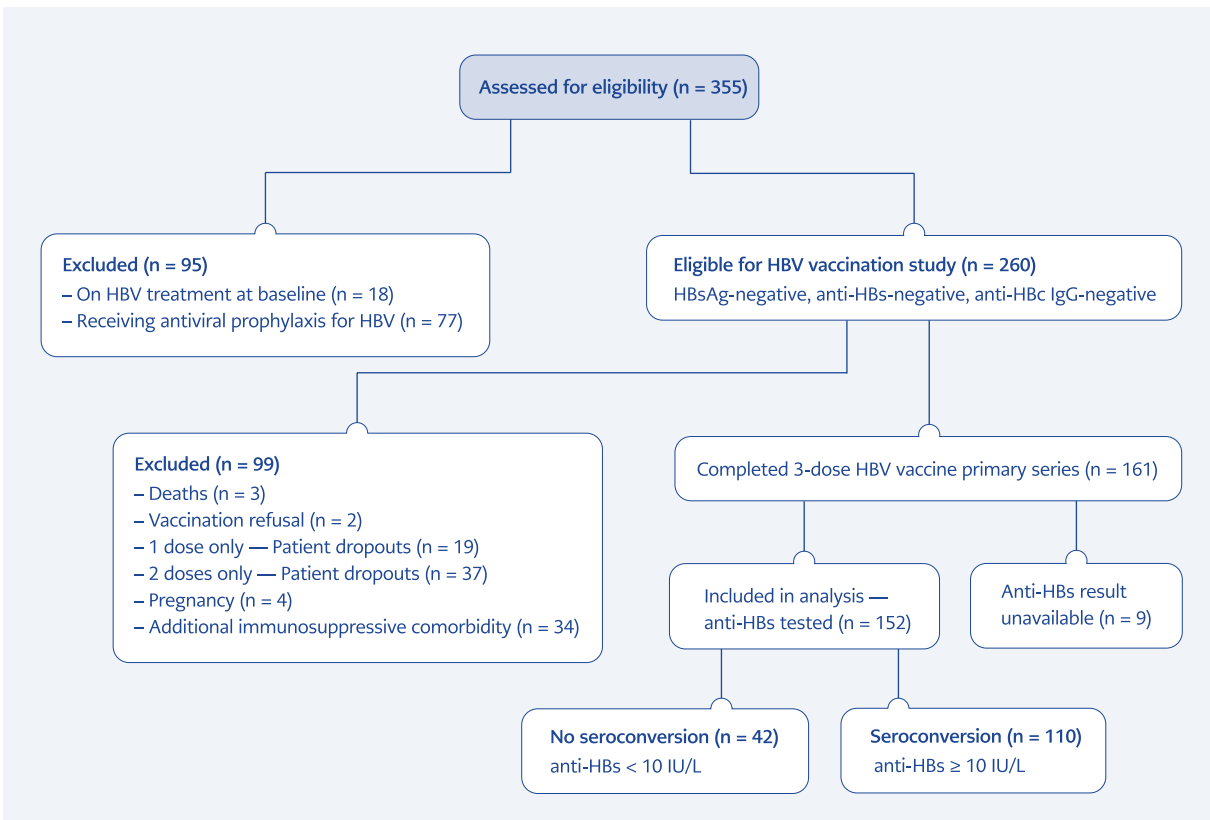 Assessed for eligibility (n = 355)
Excluded (n = 95)
– On HBV treatment at baseline (n = 18)
– Receiving antiviral prophylaxis for HBV (n = 77)
Eligible for HBV vaccination study (n = 260)
HBsAg-negative, anti-HBs-negative, anti-HBc IgG-negative
Excluded (n = 99)
– Deaths (n = 3)
– Vaccination refusal (n = 2)
– 1 dose only — Patient dropouts (n = 19)
– 2 doses only — Patient dropouts (n = 37)
– Pregnancy (n = 4)
– Additional immunosuppressive comorbidity (n = 34)
Completed 3-dose HBV vaccine primary series (n = 161)
Included in analysis —
anti-HBs tested (n = 152)
Anti-HBs result
unavailable (n = 9)
No seroconversion (n = 42)
anti-HBs < 10 IU/L
Seroconversion (n = 110)
anti-HBs ≥ 10 IU/L